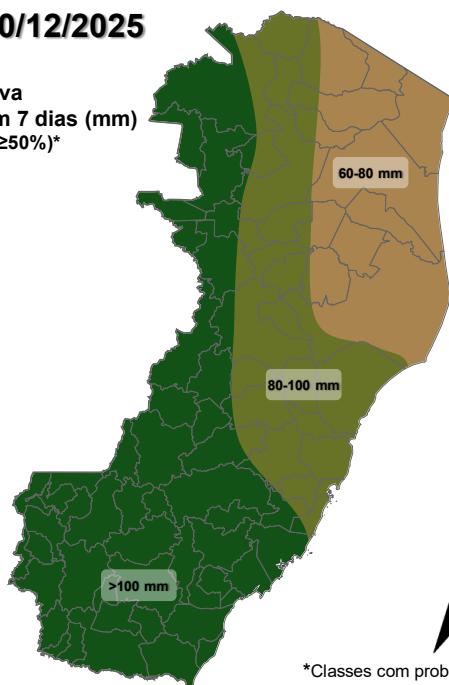 0/12/2025
va
m 7 dias (mm)
≥50%)*
60-80 mm
80-100 mm
>100 mm
*Classes com prob